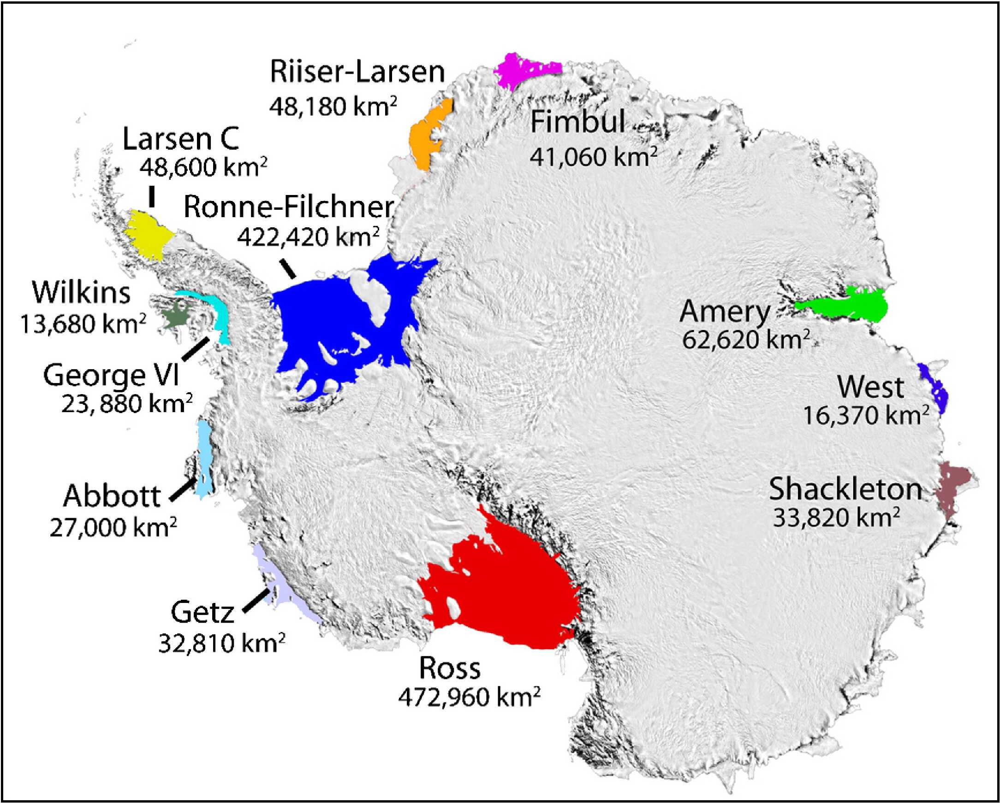 Riiser-Larsen
48,180 km²
Fimbul
41,060 km²
Larsen C
48,600 km²
Ronne-Filchner
422,420 km²
Wilkins
13,680 km²
Amery
62,620 km²
George VI
23,880 km²
West
16,370 km²
Abbott
27,000 km²
Shackleton
33,820 km²
Getz
32,810 km²
Ross
472,960 km²